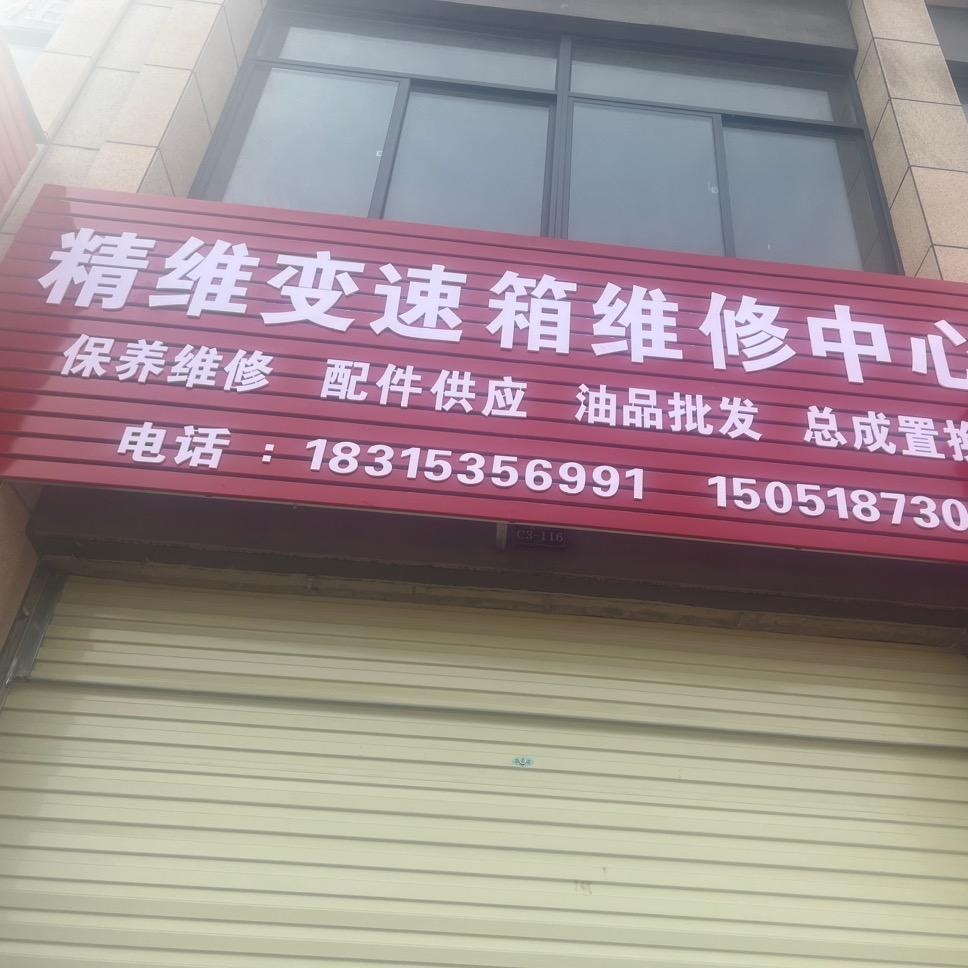 精维变速箱维修中心
保养维修 配件供应 油品批发 总成置换
电话：18315356991 150518730
C3-116